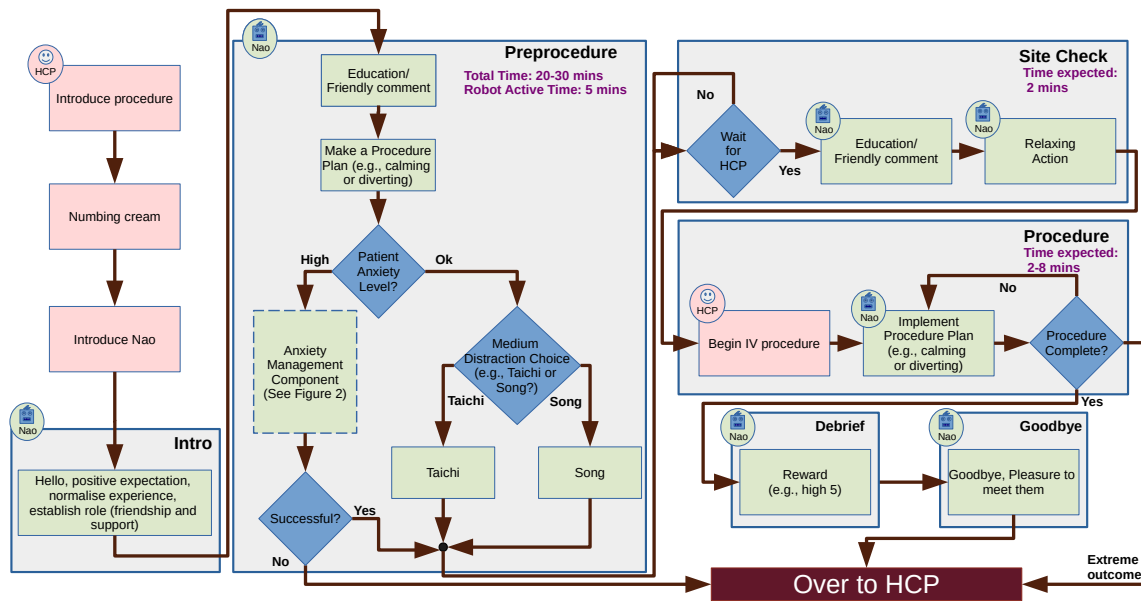 HCP
Introduce procedure
Numbing cream
Introduce Nao
Nao
Intro
Hello, positive expectation,
normalise experience,
establish role (friendship and
support)
Nao
Preprocedure
Total Time: 20-30 mins
Robot Active Time: 5 mins
Education/
Friendly comment
Make a Procedure
Plan (e.g., calming
or diverting)
High
Patient
Anxiety
Level?
Ok
Anxiety
Management
Component
(See Figure 2)
Medium
Distraction Choice
(e.g., Taichi or
Song?)
Taichi
Song
Taichi
Song
Successful?
Yes
No
Site Check
Time expected:
2 mins
No
Wait
for
HCP
Yes
Nao
Education/
Friendly comment
Nao
Relaxing
Action
Procedure
Time expected:
2-8 mins
No
HCP
Begin IV procedure
Nao
Implement
Procedure Plan
(e.g., calming
or diverting)
Procedure
Complete?
Yes
Nao
Debrief
Reward
(e.g., high 5)
Nao
Goodbye
Goodbye, Pleasure to
meet them
Extreme
outcome
Over to HCP